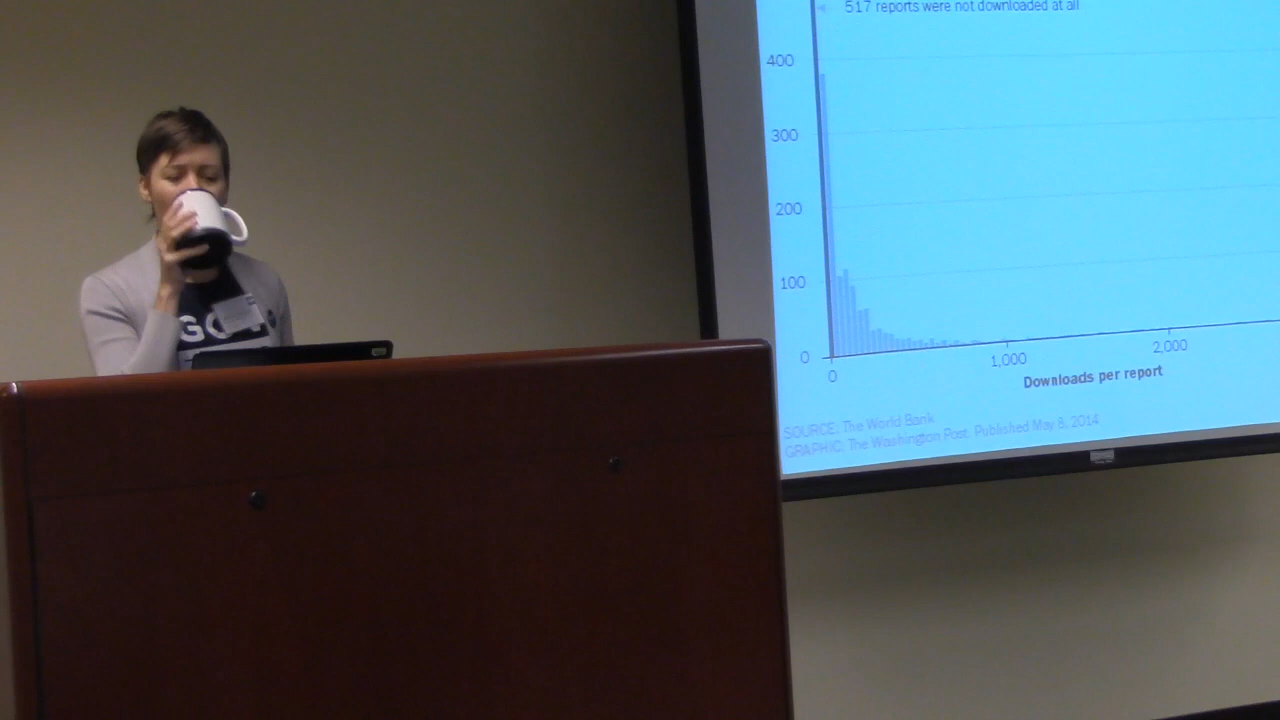 517 reports were not downloaded at all
400
300
200
100
0
0
1,000
2,000
Downloads per report
SOURCE: The World Bank
GRAPHIC: The Washington Post. Published May 8, 2014